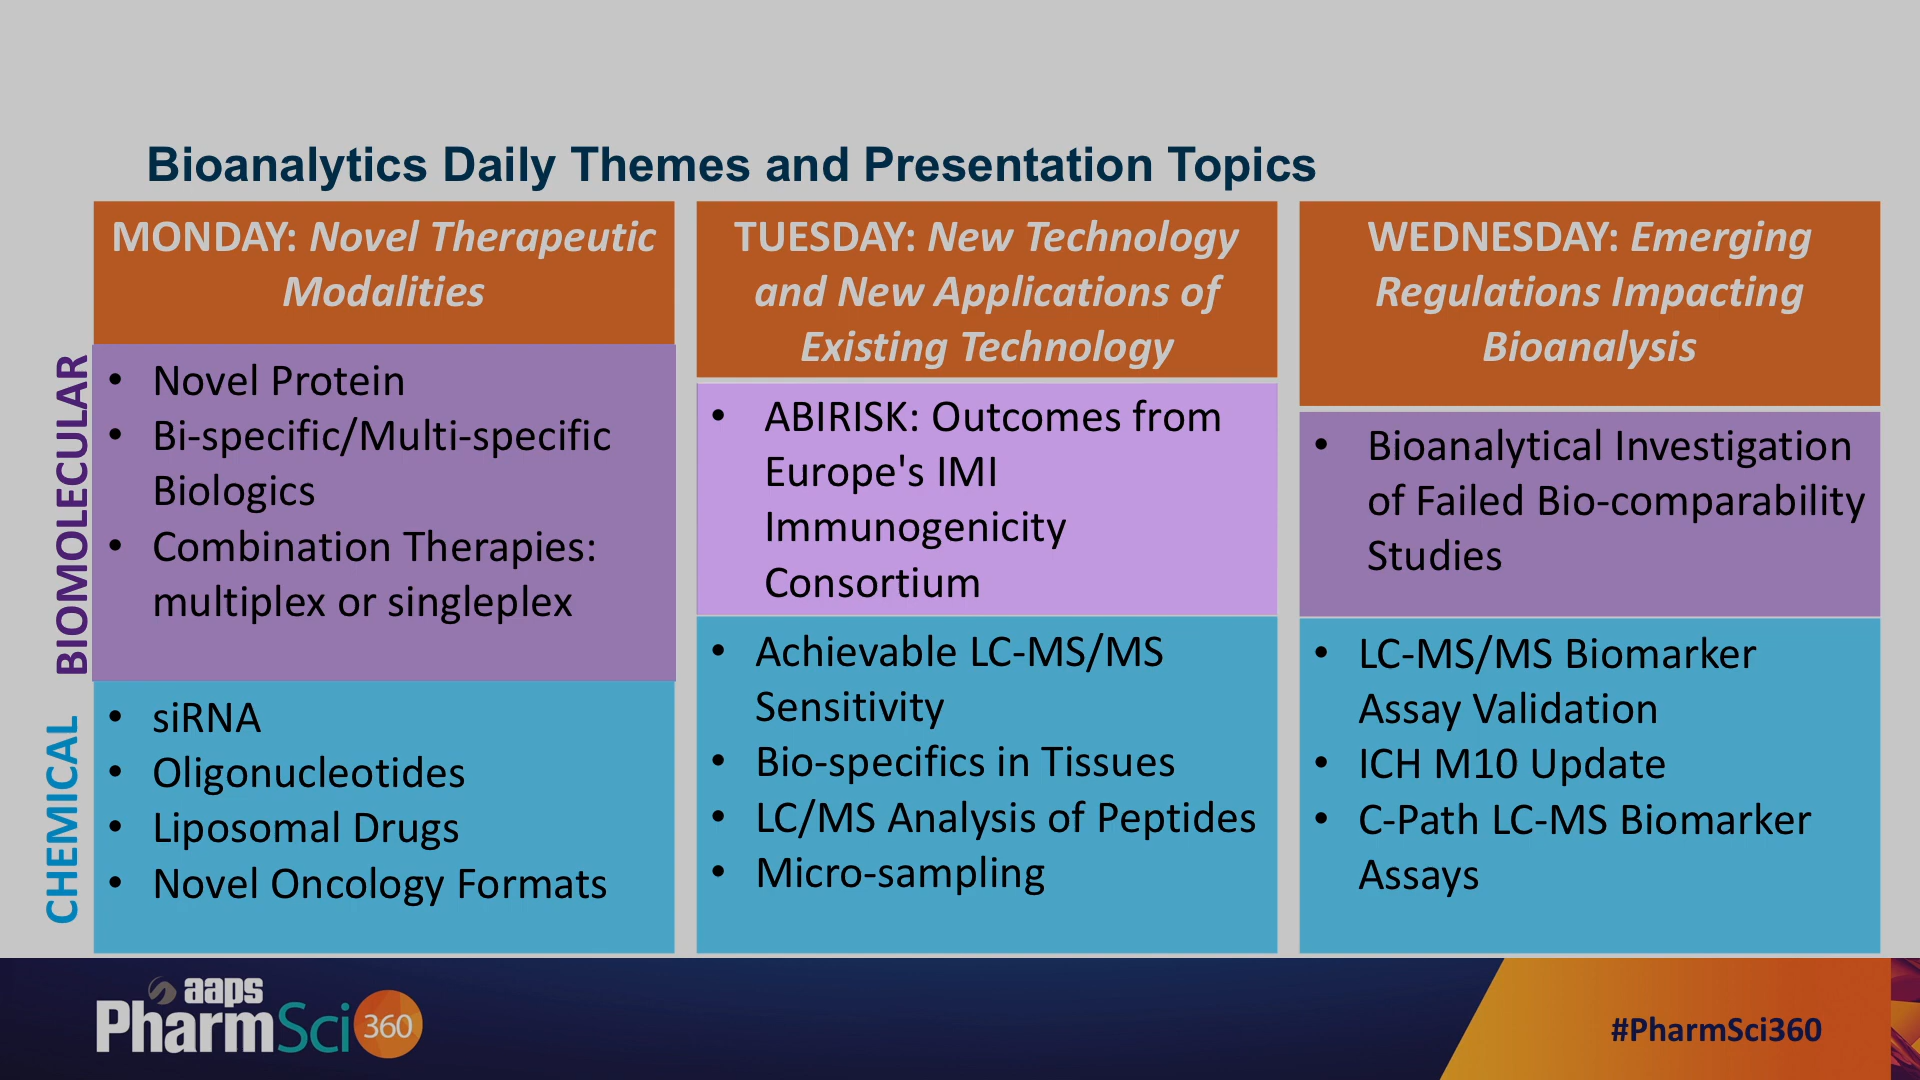 Bioanalytics Daily Themes and Presentation Topics
MONDAY: Novel Therapeutic
Modalities
BIOMOLECULAR
• Novel Protein
• Bi-specific/Multi-specific
Biologics
• Combination Therapies:
multiplex or singleplex
CHEMICAL
• siRNA
• Oligonucleotides
• Liposomal Drugs
• Novel Oncology Formats
TUESDAY: New Technology
and New Applications of
Existing Technology
• ABIRISK: Outcomes from
Europe's IMI
Immunogenicity
Consortium
• Achievable LC-MS/MS
Sensitivity
• Bio-specifics in Tissues
• LC/MS Analysis of Peptides
• Micro-sampling
WEDNESDAY: Emerging
Regulations Impacting
Bioanalysis
• Bioanalytical Investigation
of Failed Bio-comparability
Studies
• LC-MS/MS Biomarker
Assay Validation
• ICH M10 Update
• C-Path LC-MS Biomarker
Assays
aaps
PharmSci 360
#PharmSci360